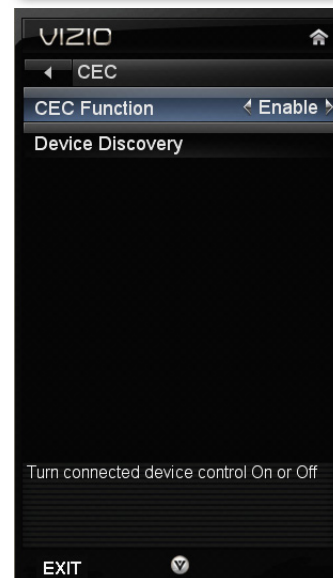 VIZIO
CEC
CEC Function Enable
Device Discovery
Turn connected device control On or Off
EXIT